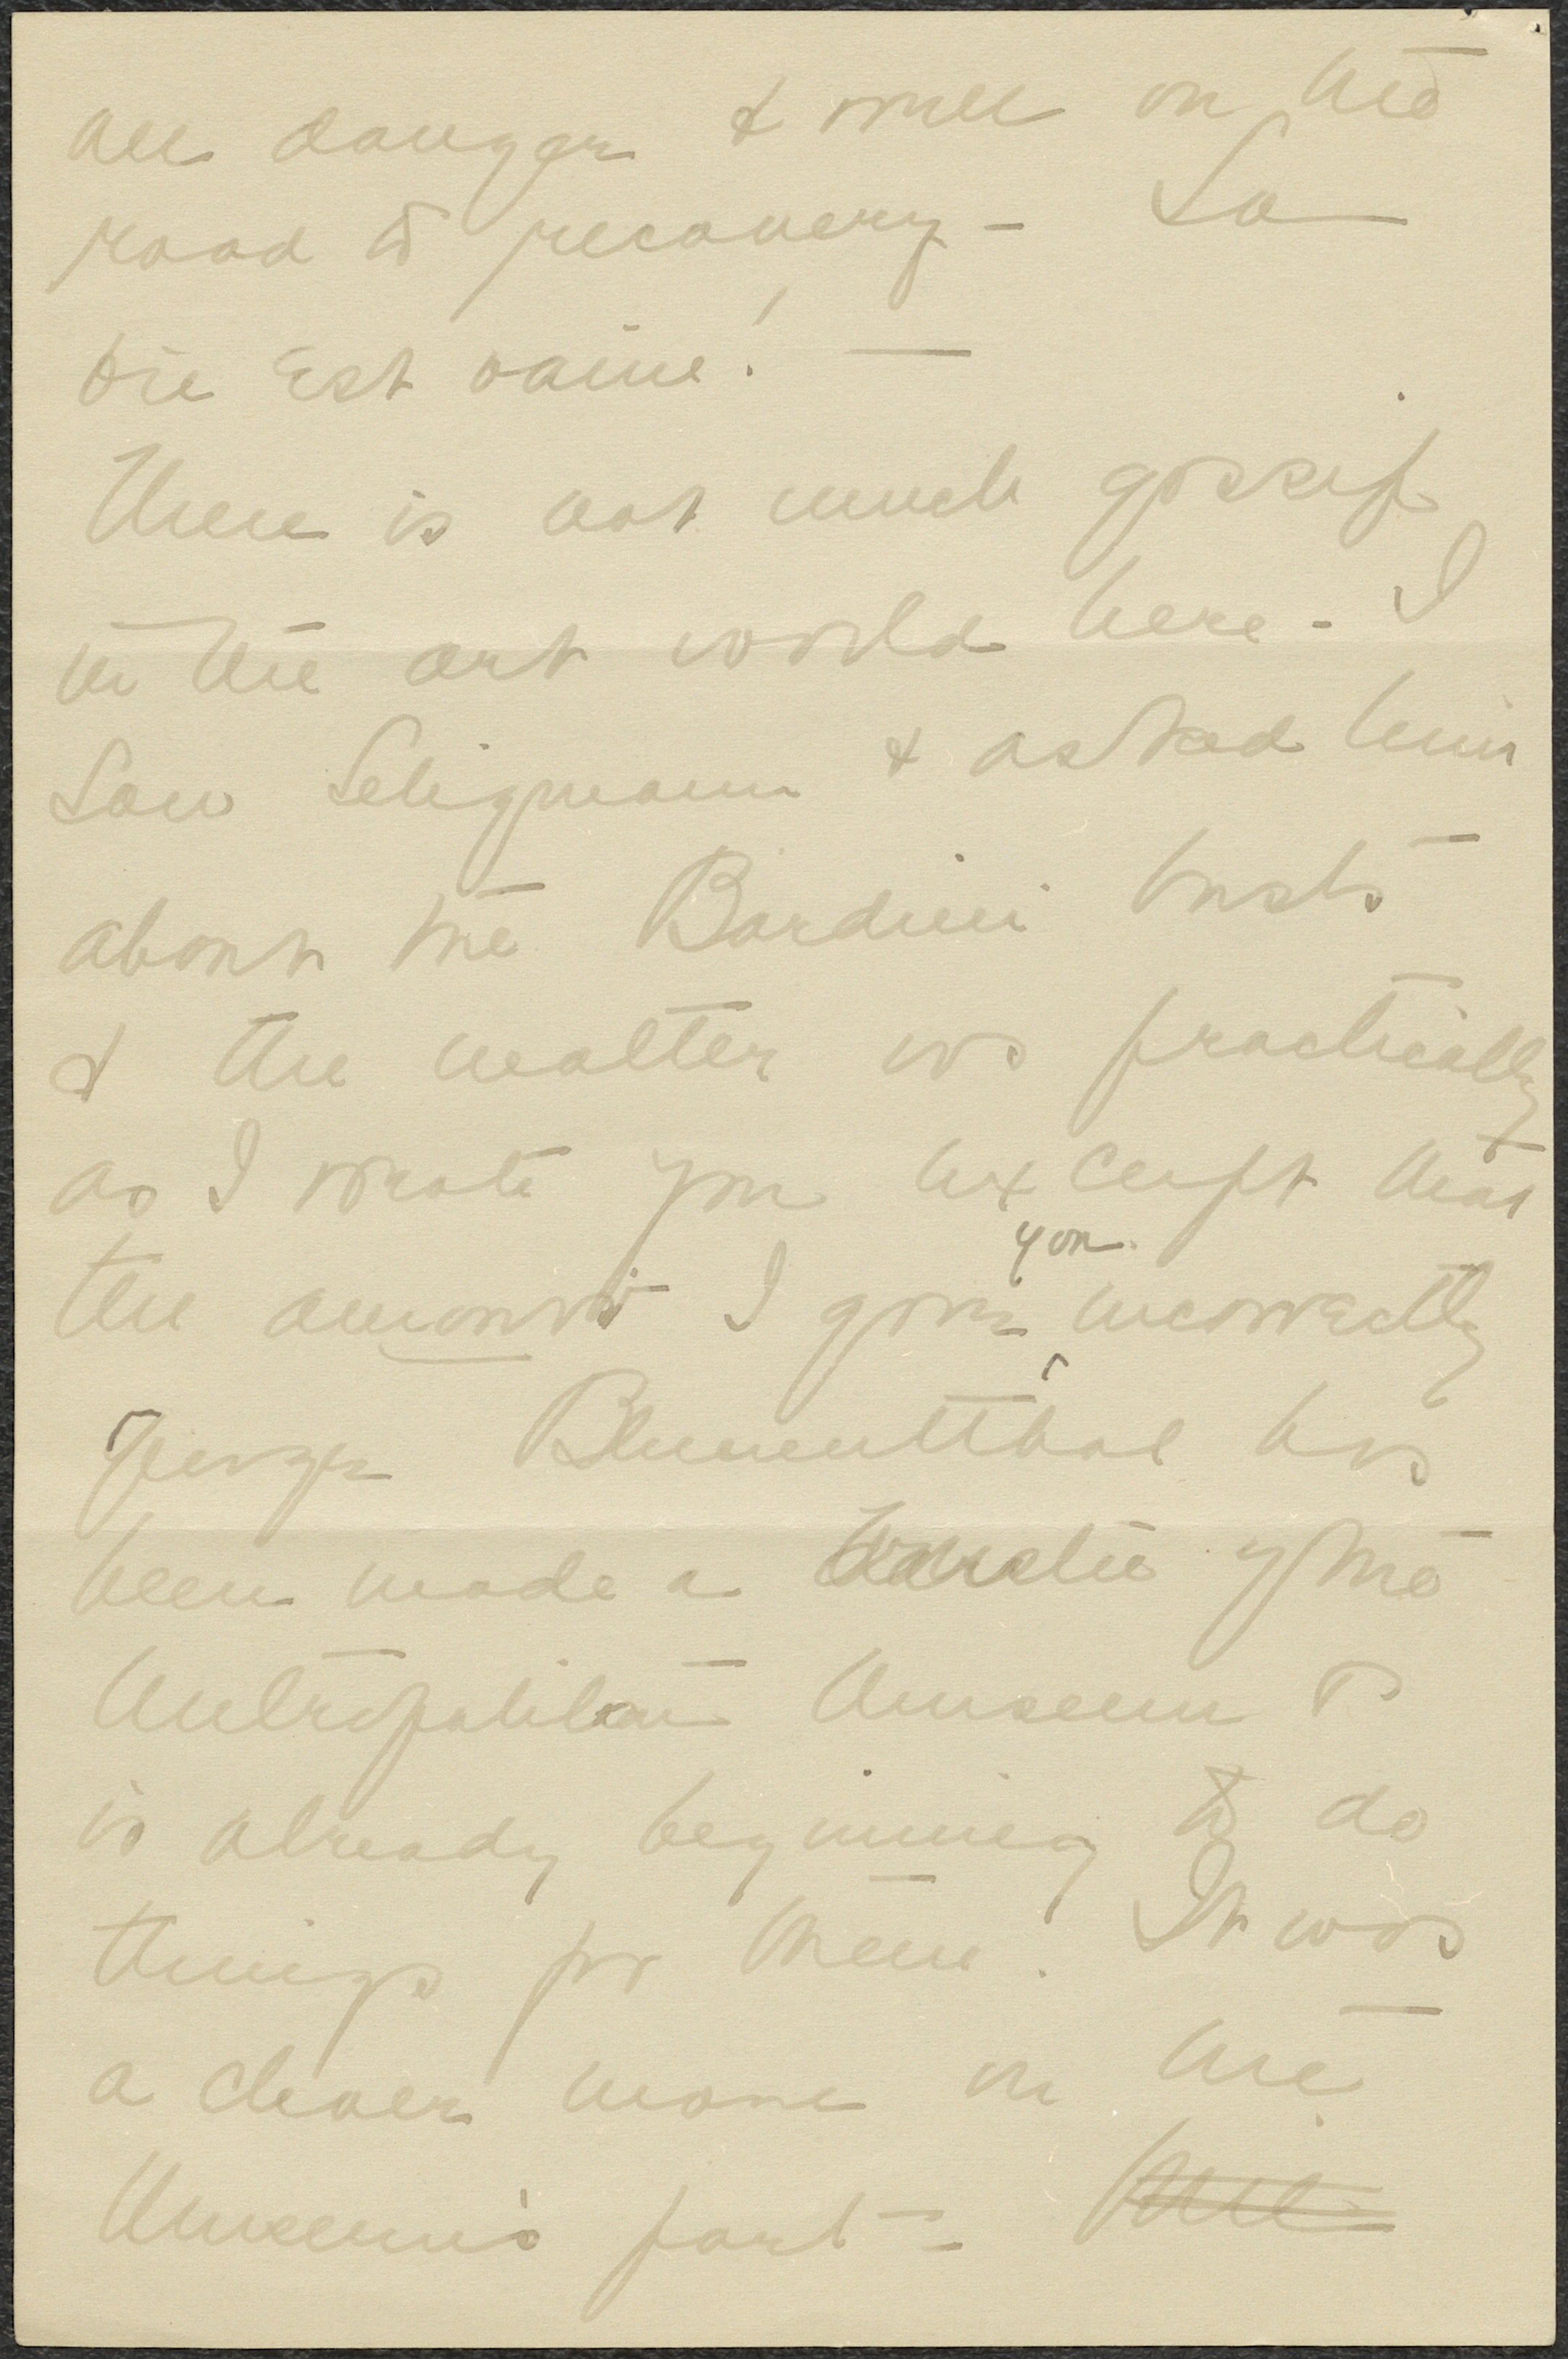 all danger & well on the
road to recovery - La
vie est vaine! —
There is not much gossip
in the art world here - I
saw Seligmann & asked him
about the Bardini busts
& the matter was practically
as I wrote you except that
the amount I gave you incorrectly
George Blumenthal has
been made a trustee of the
Metropolitan Museum &
is already beginning to do
things for them. It was
a clever move on the
Museum's part -